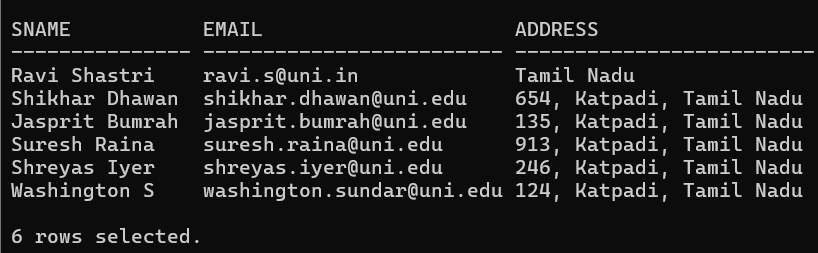 SNAME EMAIL ADDRESS
--------------- ------------------------- -------------------------
Ravi Shastri ravi.s@uni.in Tamil Nadu
Shikhar Dhawan shikhar.dhawan@uni.edu 654, Katpadi, Tamil Nadu
Jasprit Bumrah jasprit.bumrah@uni.edu 135, Katpadi, Tamil Nadu
Suresh Raina suresh.raina@uni.edu 913, Katpadi, Tamil Nadu
Shreyas Iyer shreyas.iyer@uni.edu 246, Katpadi, Tamil Nadu
Washington S washington.sundar@uni.edu 124, Katpadi, Tamil Nadu
6 rows selected.